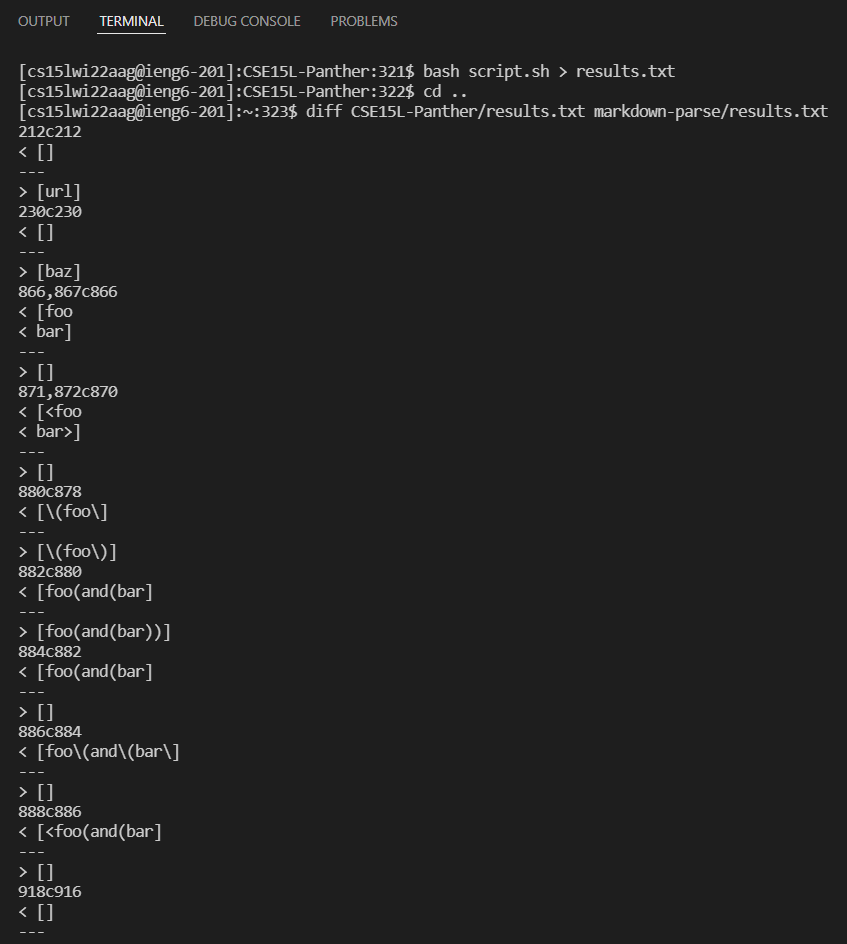 OUTPUT TERMINAL DEBUG CONSOLE PROBLEMS
[cs15lwi22aag@ieng6-201]:CSE15L-Panther:321$ bash script.sh > results.txt
[cs15lwi22aag@ieng6-201]:CSE15L-Panther:322$ cd ..
[cs15lwi22aag@ieng6-201]:~:323$ diff CSE15L-Panther/results.txt markdown-parse/results.txt
212c212
< []
---
> [url]
230c230
< []
---
> [baz]
866,867c866
< [foo
< bar]
---
> []
871,872c870
< [<foo
< bar>]
---
> []
880c878
< [\(foo\]
---
> [\(foo\)]
882c880
< [foo(and(bar]
---
> [foo(and(bar))]
884c882
< [foo(and(bar]
---
> []
886c884
< [foo\(and\(bar\]
---
> []
888c886
< [<foo(and(bar]
---
> []
918c916
< []
---